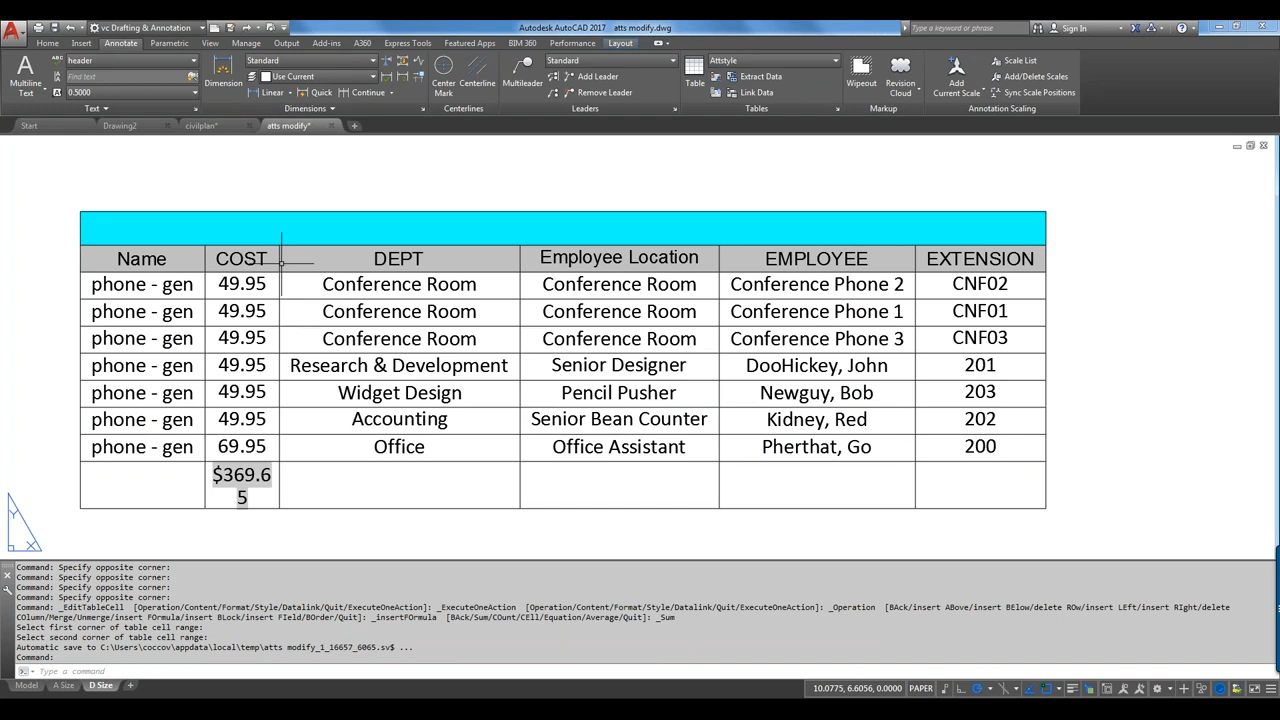 Autodesk AutoCAD 2017 atts modify.dwg
vc Drafting & Annotation
Type a keyword or phrase
Sign In
Home Insert Annotate Parametric View Manage Output Add-ins A360 Express Tools Featured Apps BIM 360 Performance Layout
Multiline Text
header
Find text
0.5000
Text
Dimension
Standard
Use Current
Linear Quick Continue
Dimensions
Center Mark
Centerline
Centerlines
Multileader
Standard
Add Leader
Remove Leader
Leaders
Table
Attstyle
Extract Data
Link Data
Tables
Wipeout
Revision Cloud
Markup
Add Current Scale
Scale List
Add/Delete Scales
Sync Scale Positions
Annotation Scaling
Start Drawing2 civilplan* atts modify*
Name COST DEPT Employee Location EMPLOYEE EXTENSION
phone - gen 49.95 Conference Room Conference Room Conference Phone 2 CNF02
phone - gen 49.95 Conference Room Conference Room Conference Phone 1 CNF01
phone - gen 49.95 Conference Room Conference Room Conference Phone 3 CNF03
phone - gen 49.95 Research & Development Senior Designer DooHickey, John 201
phone - gen 49.95 Widget Design Pencil Pusher Newguy, Bob 203
phone - gen 49.95 Accounting Senior Bean Counter Kidney, Red 202
phone - gen 69.95 Office Office Assistant Pherthat, Go 200
$369.6
5
Y
X
Command: Specify opposite corner:
Command: Specify opposite corner:
Command: Specify opposite corner:
Command: Specify opposite corner:
Command: _EditTableCell [Operation/Content/Format/Style/Datalink/Quit/ExecuteOneAction]: _ExecuteOneAction [Operation/Content/Format/Style/Datalink/Quit/ExecuteOneAction]: _Operation [BAck/insert ABove/insert BElow/delete ROw/insert LEft/insert RIght/delete
COlumn/Merge/Unmerge/insert FOrmula/insert BLock/insert FIeld/BOrder/Quit]: _insertFOrmula [BAck/Sum/COunt/CEll/Equation/Average/Quit]: _Sum
Select first corner of table cell range:
Select second corner of table cell range:
Automatic save to C:\Users\coccov\appdata\local\temp\atts modify_1_16657_6065.sv$ ...
Command:
Type a command
Model A Size D Size
10.0775, 6.6056, 0.0000 PAPER